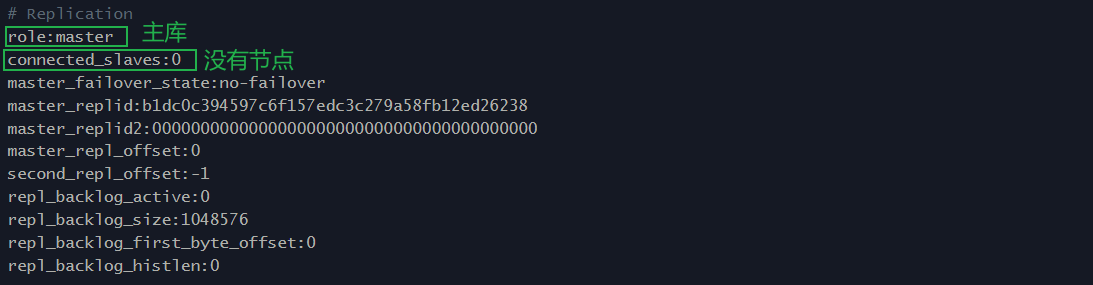 # Replication
role:master 主库
connected_slaves:0 没有节点
master_failover_state:no-failover
master_replid:b1dc0c394597c6f157edc3c279a58fb12ed26238
master_replid2:0000000000000000000000000000000000000000
master_repl_offset:0
second_repl_offset:-1
repl_backlog_active:0
repl_backlog_size:1048576
repl_backlog_first_byte_offset:0
repl_backlog_histlen:0